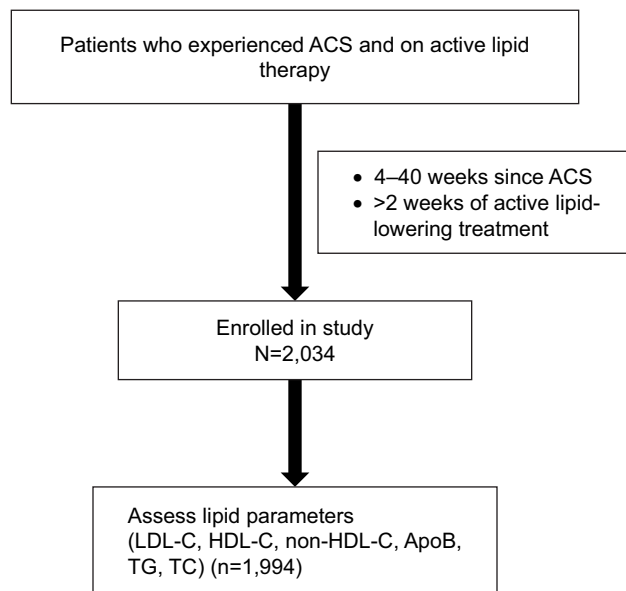 Patients who experienced ACS and on active lipid
therapy
• 4–40 weeks since ACS
• >2 weeks of active lipid-
lowering treatment
Enrolled in study
N=2,034
Assess lipid parameters
(LDL-C, HDL-C, non-HDL-C, ApoB,
TG, TC) (n=1,994)